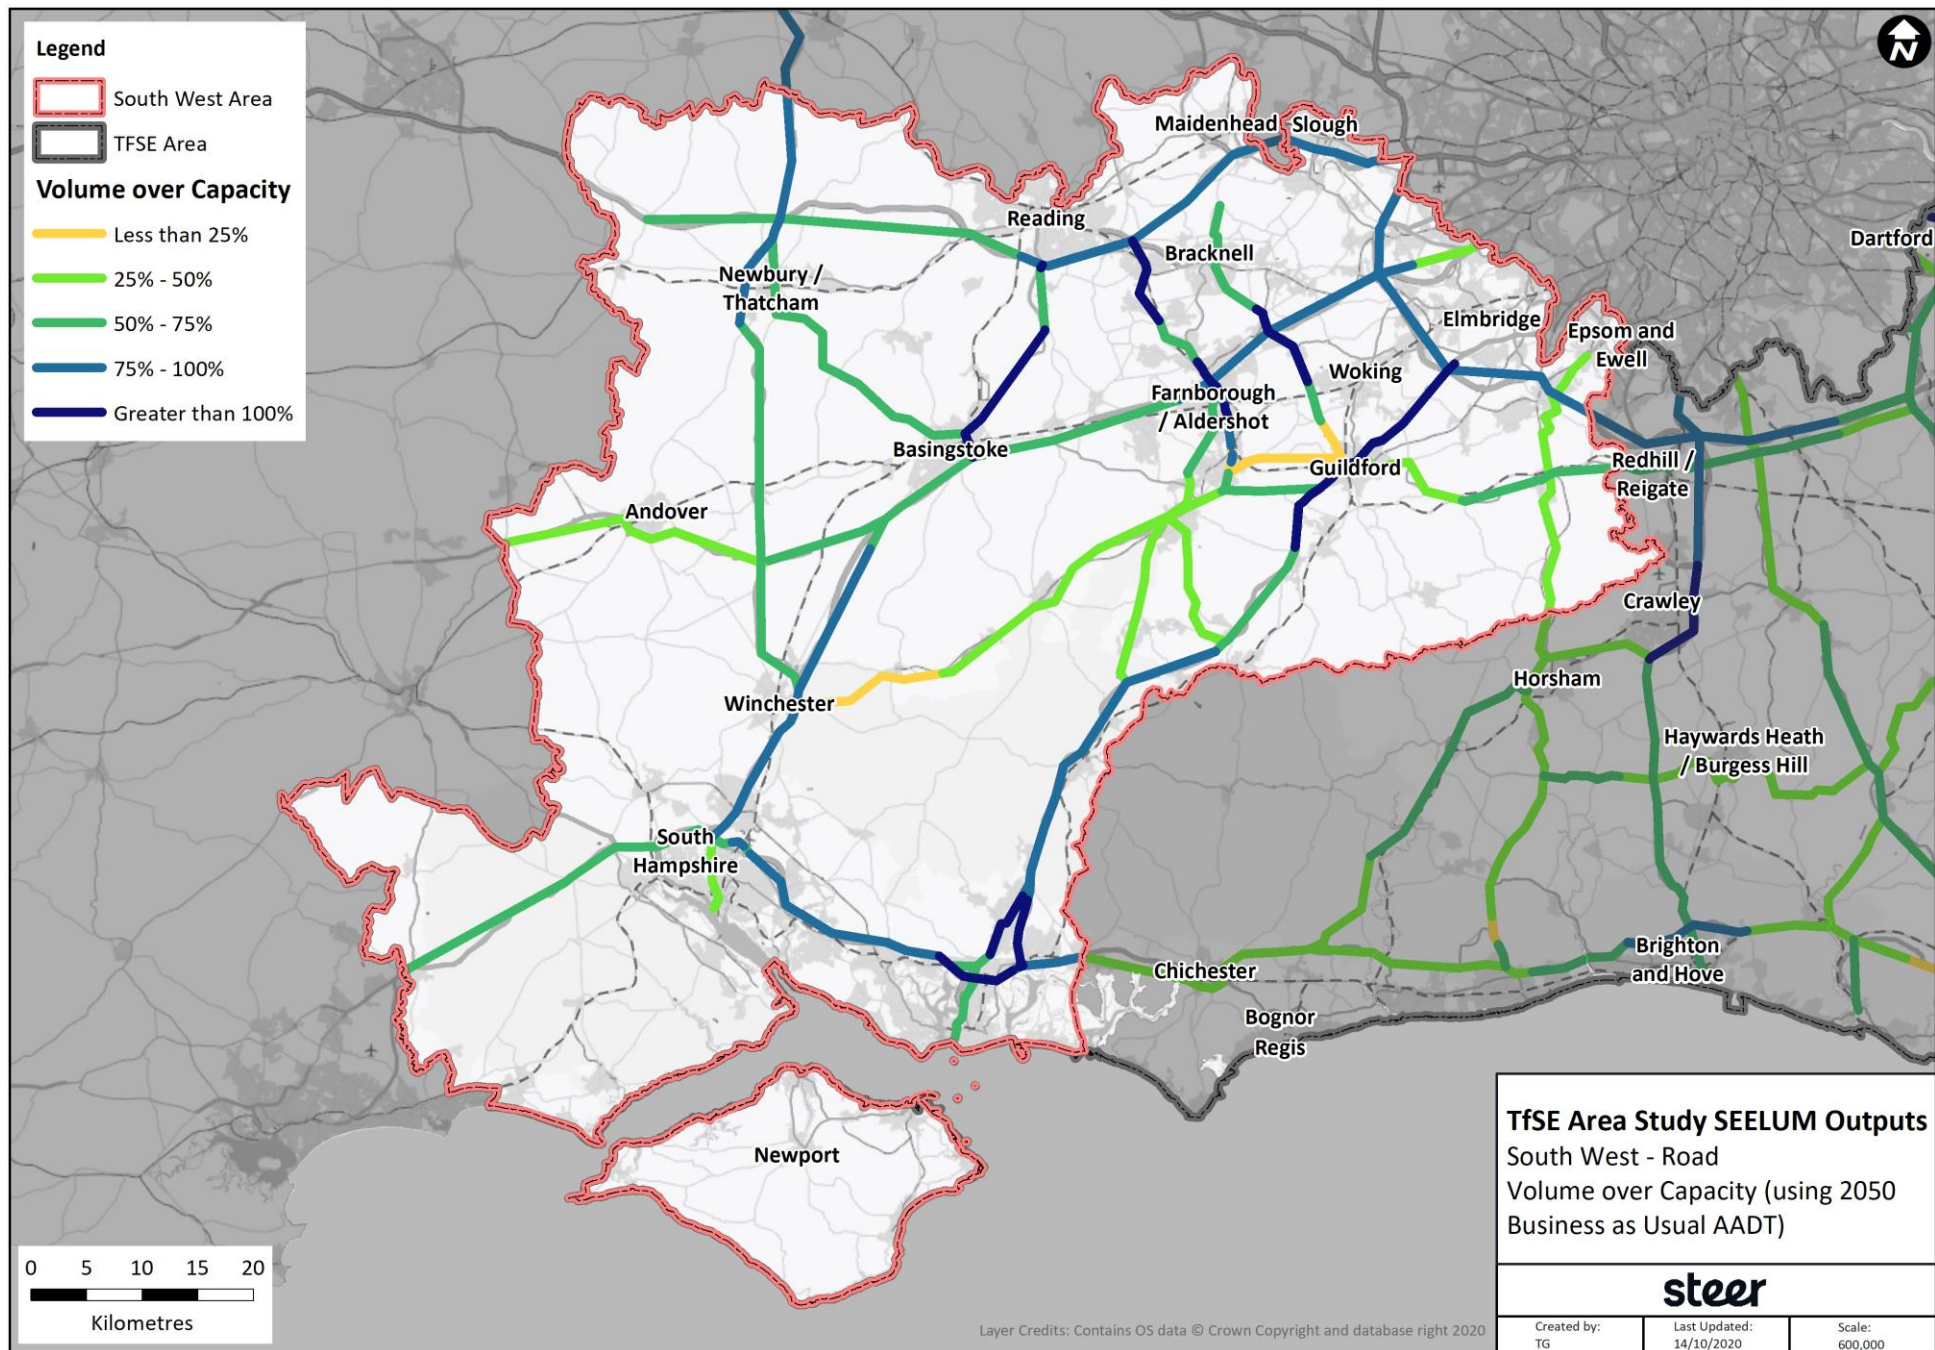 Legend
South West Area
TFSE Area
Volume over Capacity
Less than 25%
25% - 50%
50% - 75%
75% - 100%
Greater than 100%
N
Maidenhead
Slough
Reading
Bracknell
Dartford
Newbury /
Thatcham
Elmbridge
Epsom and
Ewell
Woking
Farnborough
/ Aldershot
Basingstoke
Guildford
Redhill /
Reigate
Andover
Crawley
Horsham
Winchester
Haywards Heath
/ Burgess Hill
South
Hampshire
Brighton
and Hove
Chichester
Bognor
Regis
Newport
TfSE Area Study SEELUM Outputs
South West - Road
Volume over Capacity (using 2050
Business as Usual AADT)
steer
Created by:
TG
Last Updated:
14/10/2020
Scale:
600,000
0 5 10 15 20
Kilometres
Layer Credits: Contains OS data © Crown Copyright and database right 2020